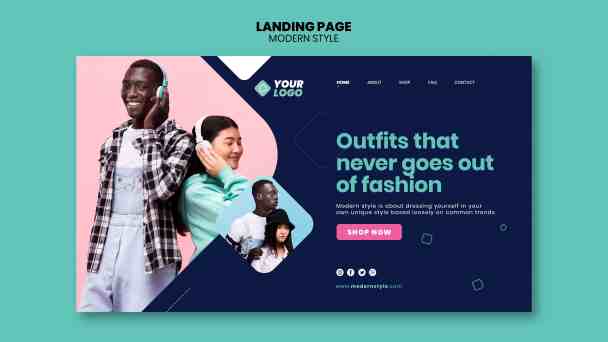 LANDING PAGE
MODERN STYLE
YOUR
LOGO
HOME ABOUT SHOP FAQ CONTACT
Outfits that
never goes out
of fashion
Modern style is about dressing yourself in your
own unique style based loosely on common trends
SHOP NOW
www.modernstyle.com